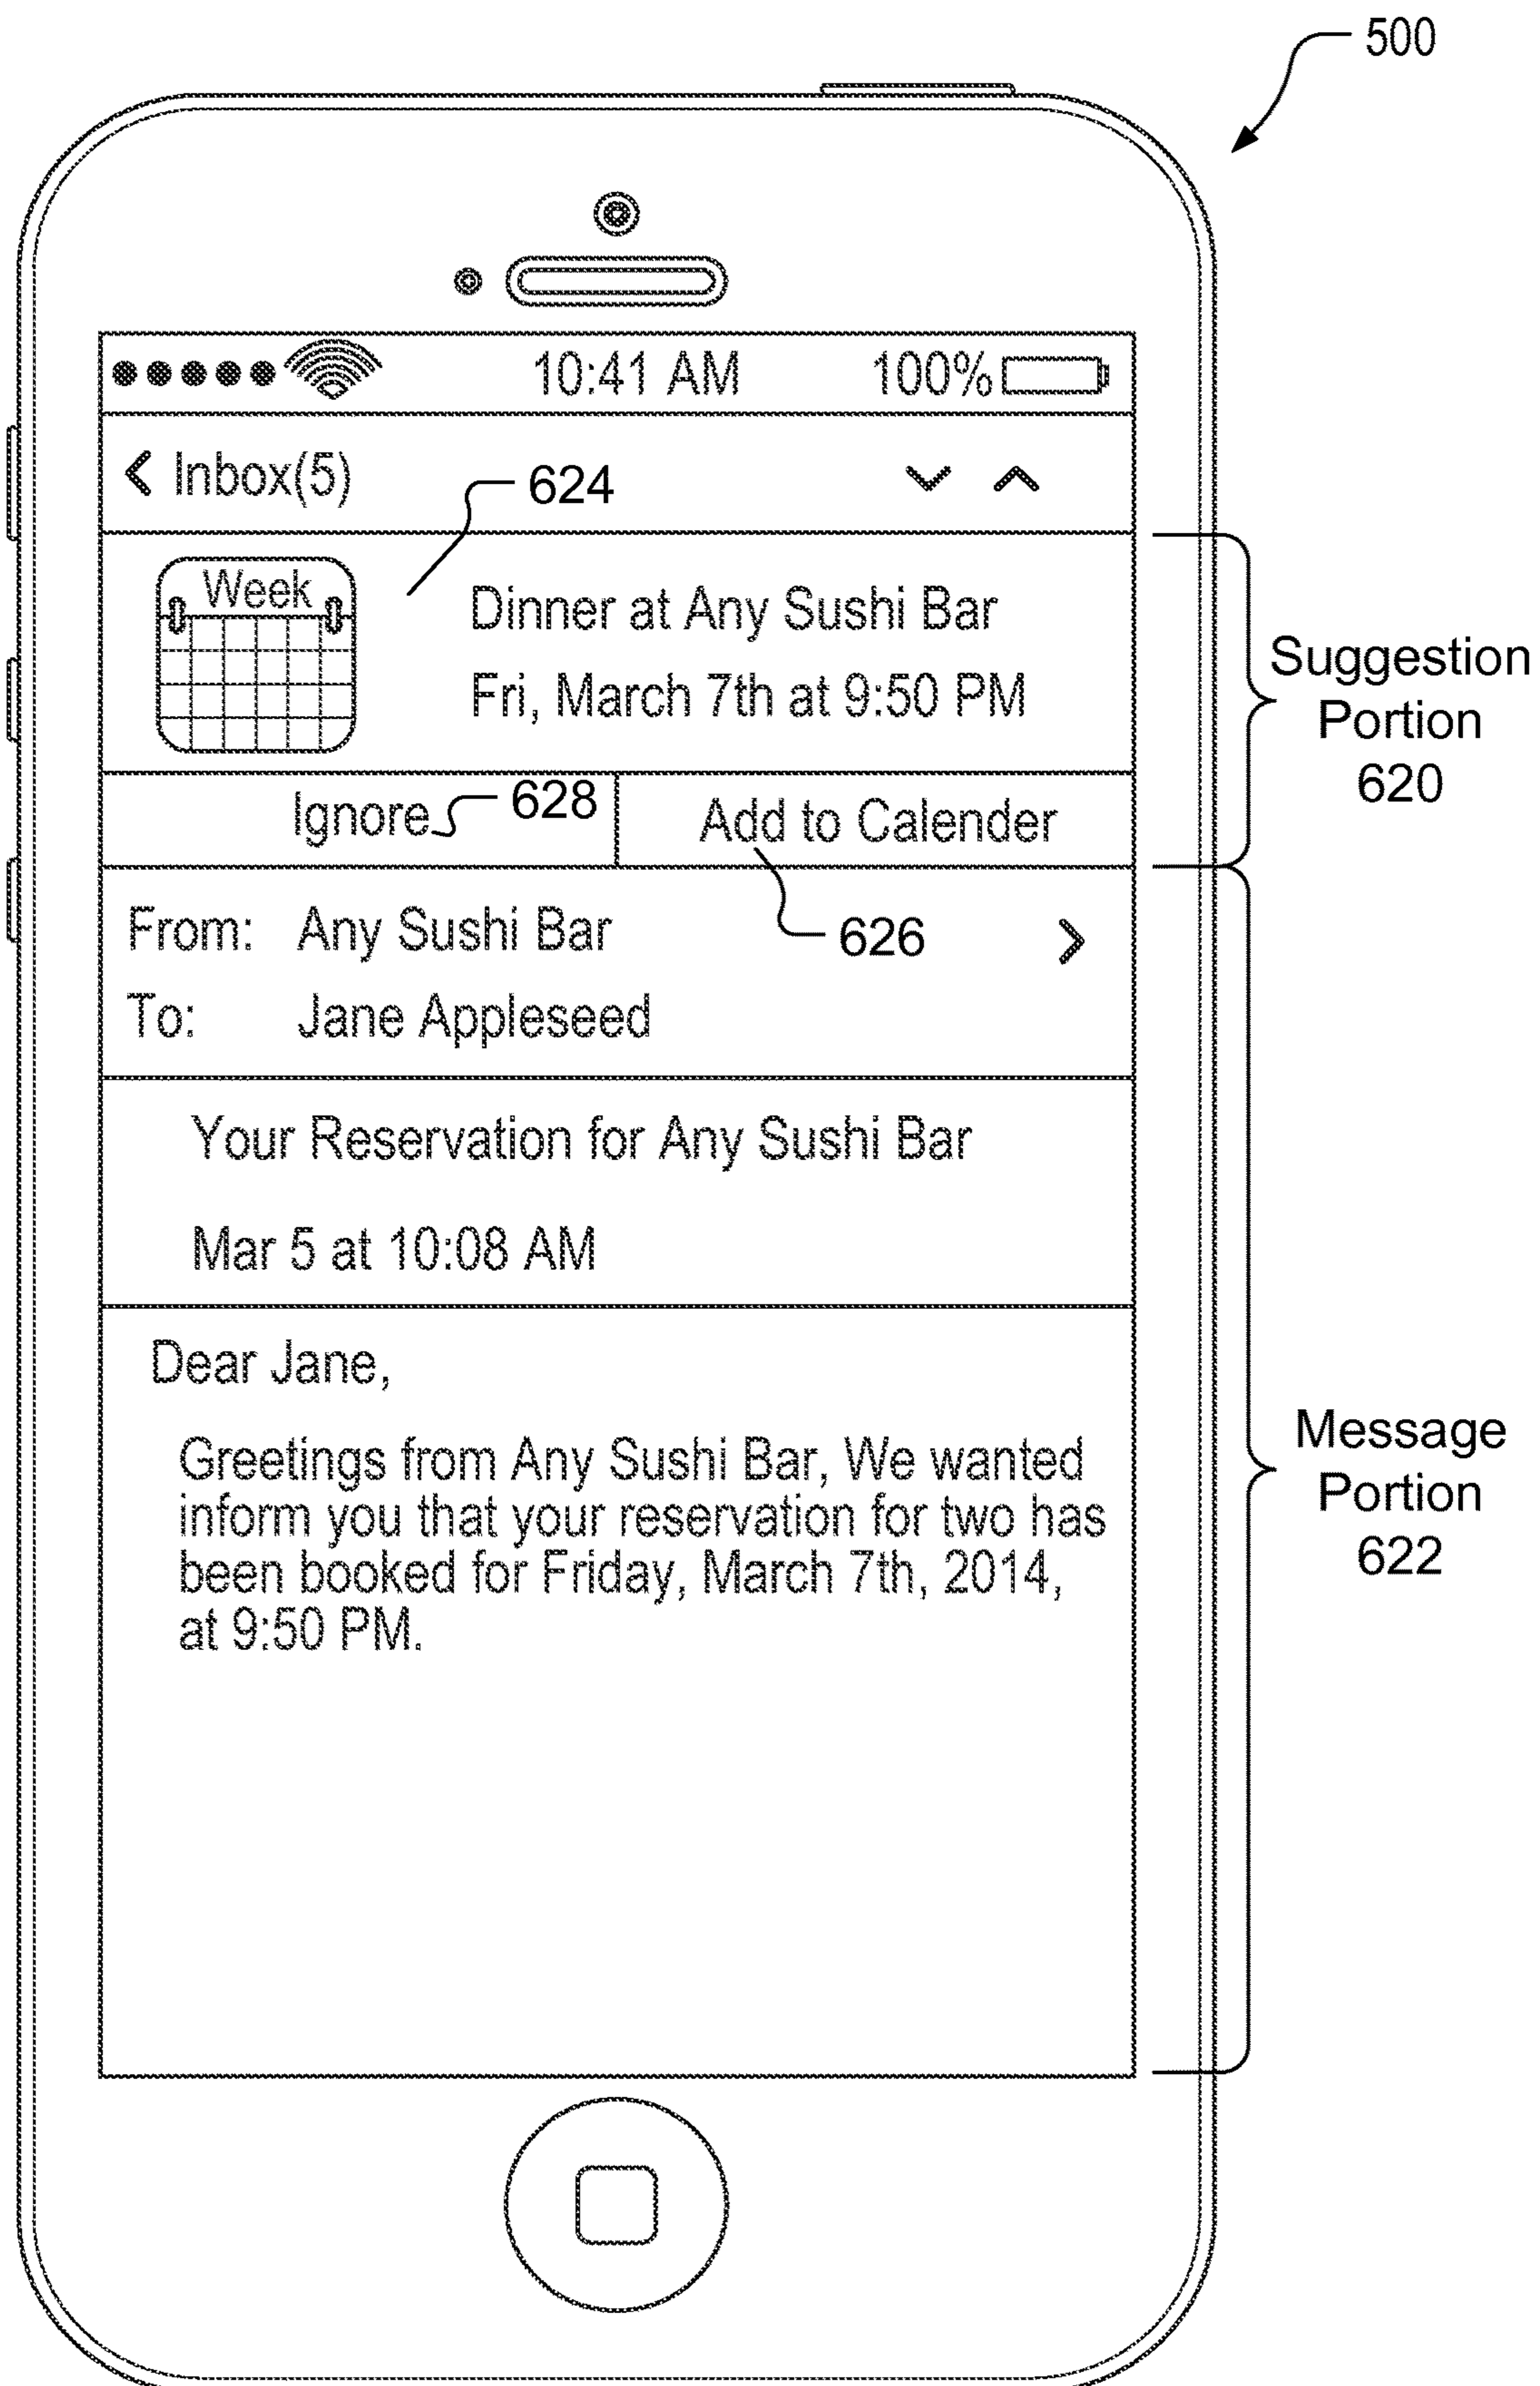 500
10:41 AM 100%
Inbox(5)
624
Week
Dinner at Any Sushi Bar
Fri, March 7th at 9:50 PM
Suggestion
Portion
620
Ignore 628
Add to Calender
626
From: Any Sushi Bar
To: Jane Appleseed
Your Reservation for Any Sushi Bar
Mar 5 at 10:08 AM
Dear Jane,
Greetings from Any Sushi Bar, We wanted
inform you that your reservation for two has
been booked for Friday, March 7th, 2014,
at 9:50 PM.
Message
Portion
622